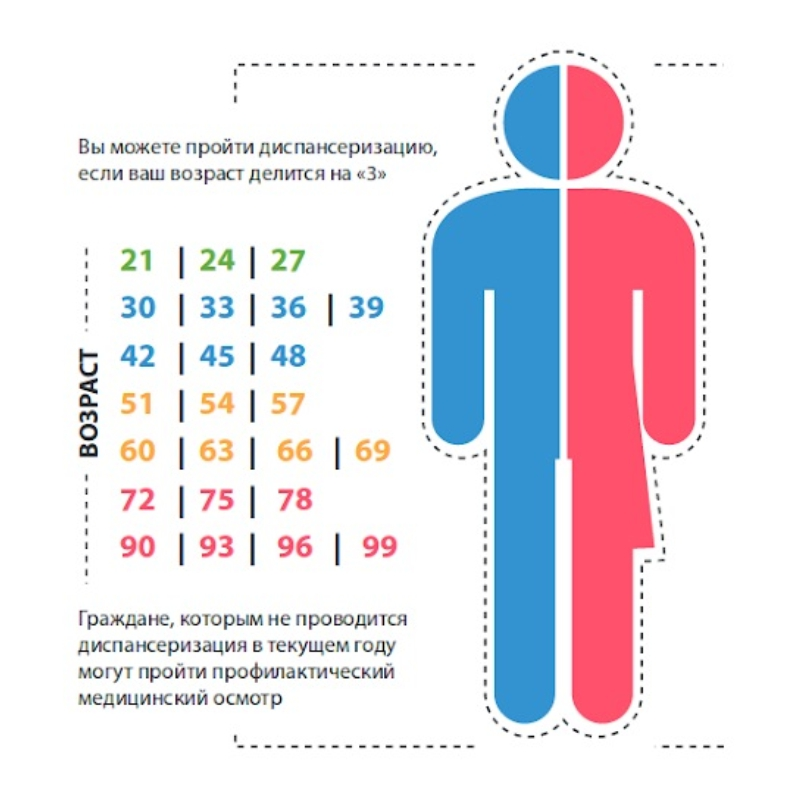 Вы можете пройти диспансеризацию,
если ваш возраст делится на «3»
ВОЗРАСТ
21 | 24 | 27
30 | 33 | 36 | 39
42 | 45 | 48
51 | 54 | 57
60 | 63 | 66 | 69
72 | 75 | 78
90 | 93 | 96 | 99
Граждане, которым не проводится
диспансеризация в текущем году
могут пройти профилактический
медицинский осмотр